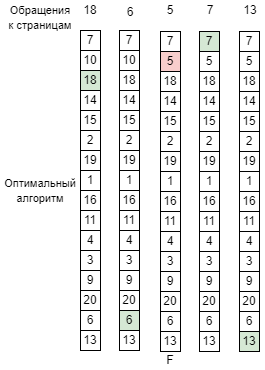 Обращения к страницам 18 6 5 7 13
7 7 7 7 7
10 10 5 5 5
18 18 18 18 18
14 14 14 14 14
15 15 15 15 15
2 2 2 2 2
19 19 19 19 19
1 1 1 1 1
Оптимальный алгоритм
16 16 16 16 16
11 11 11 11 11
4 4 4 4 4
3 3 3 3 3
9 9 9 9 9
20 20 20 20 20
6 6 6 6 6
13 13 13 13 13
F